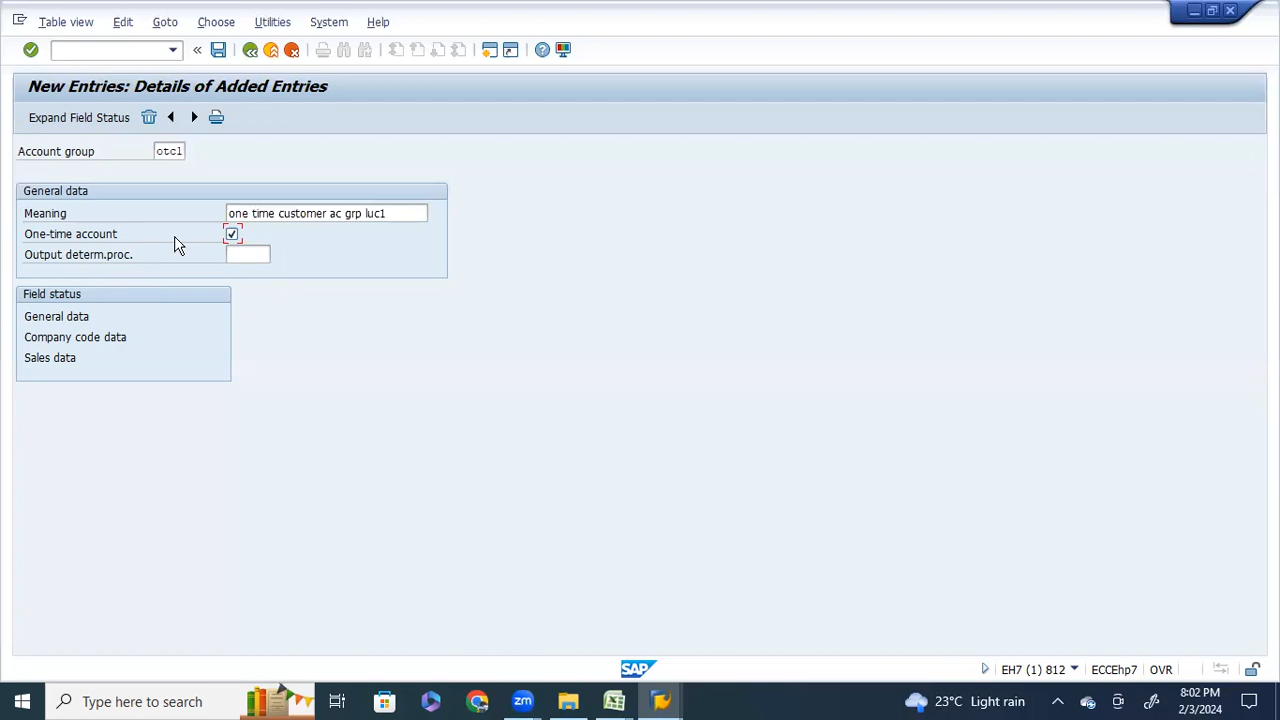 Table view Edit Goto Choose Utilities System Help
New Entries: Details of Added Entries
Expand Field Status
Account group otcl
General data
Meaning one time customer ac grp luc1
One-time account
Output determ.proc.
Field status
General data
Company code data
Sales data
SAP
EH7 (1) 812 ECCEhp7 OVR
Type here to search
zm
23°C Light rain
8:02 PM
2/3/2024